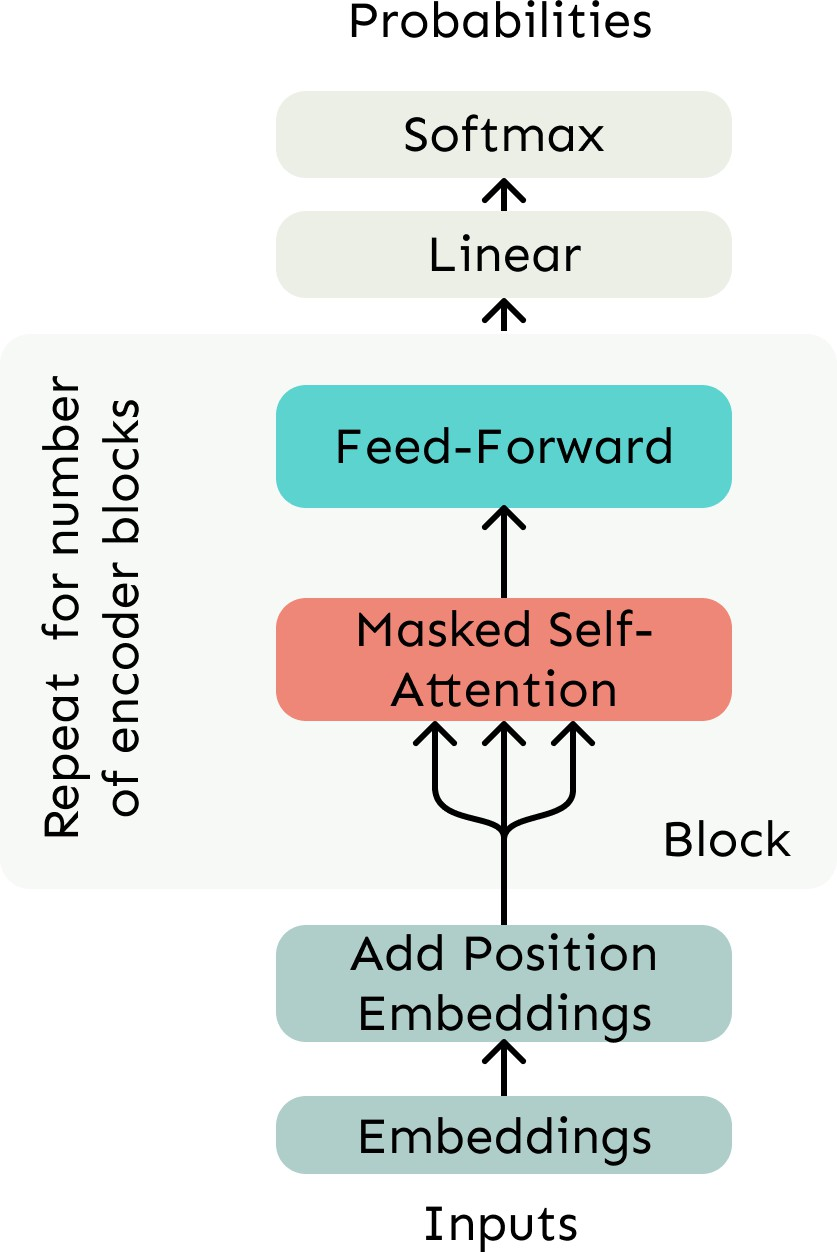 Probabilities
Softmax
Linear
Repeat for number
of encoder blocks
Feed-Forward
Masked Self-
Attention
Block
Add Position
Embeddings
Embeddings
Inputs